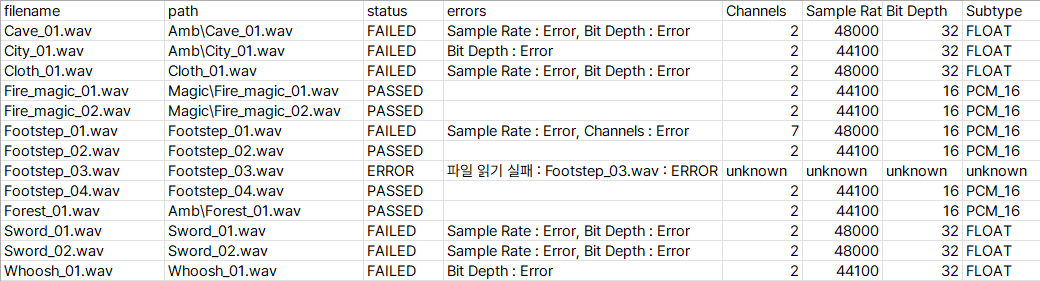 filename path status errors Channels Sample Rat Bit Depth Subtype
Cave_01.wav Amb\Cave_01.wav FAILED Sample Rate : Error, Bit Depth : Error 2 48000 32 FLOAT
City_01.wav Amb\City_01.wav FAILED Bit Depth : Error 2 44100 32 FLOAT
Cloth_01.wav Cloth_01.wav FAILED Sample Rate : Error, Bit Depth : Error 2 48000 32 FLOAT
Fire_magic_01.wav Magic\Fire_magic_01.wav PASSED 2 44100 16 PCM_16
Fire_magic_02.wav Magic\Fire_magic_02.wav PASSED 2 44100 16 PCM_16
Footstep_01.wav Footstep_01.wav FAILED Sample Rate : Error, Channels : Error 7 48000 16 PCM_16
Footstep_02.wav Footstep_02.wav PASSED 2 44100 16 PCM_16
Footstep_03.wav Footstep_03.wav ERROR 파일 읽기 실패 : Footstep_03.wav : ERROR unknown unknown unknown unknown
Footstep_04.wav Footstep_04.wav PASSED 2 44100 16 PCM_16
Forest_01.wav Amb\Forest_01.wav PASSED 2 44100 16 PCM_16
Sword_01.wav Sword_01.wav FAILED Sample Rate : Error, Bit Depth : Error 2 48000 32 FLOAT
Sword_02.wav Sword_02.wav FAILED Sample Rate : Error, Bit Depth : Error 2 48000 32 FLOAT
Whoosh_01.wav Whoosh_01.wav FAILED Bit Depth : Error 2 44100 32 FLOAT